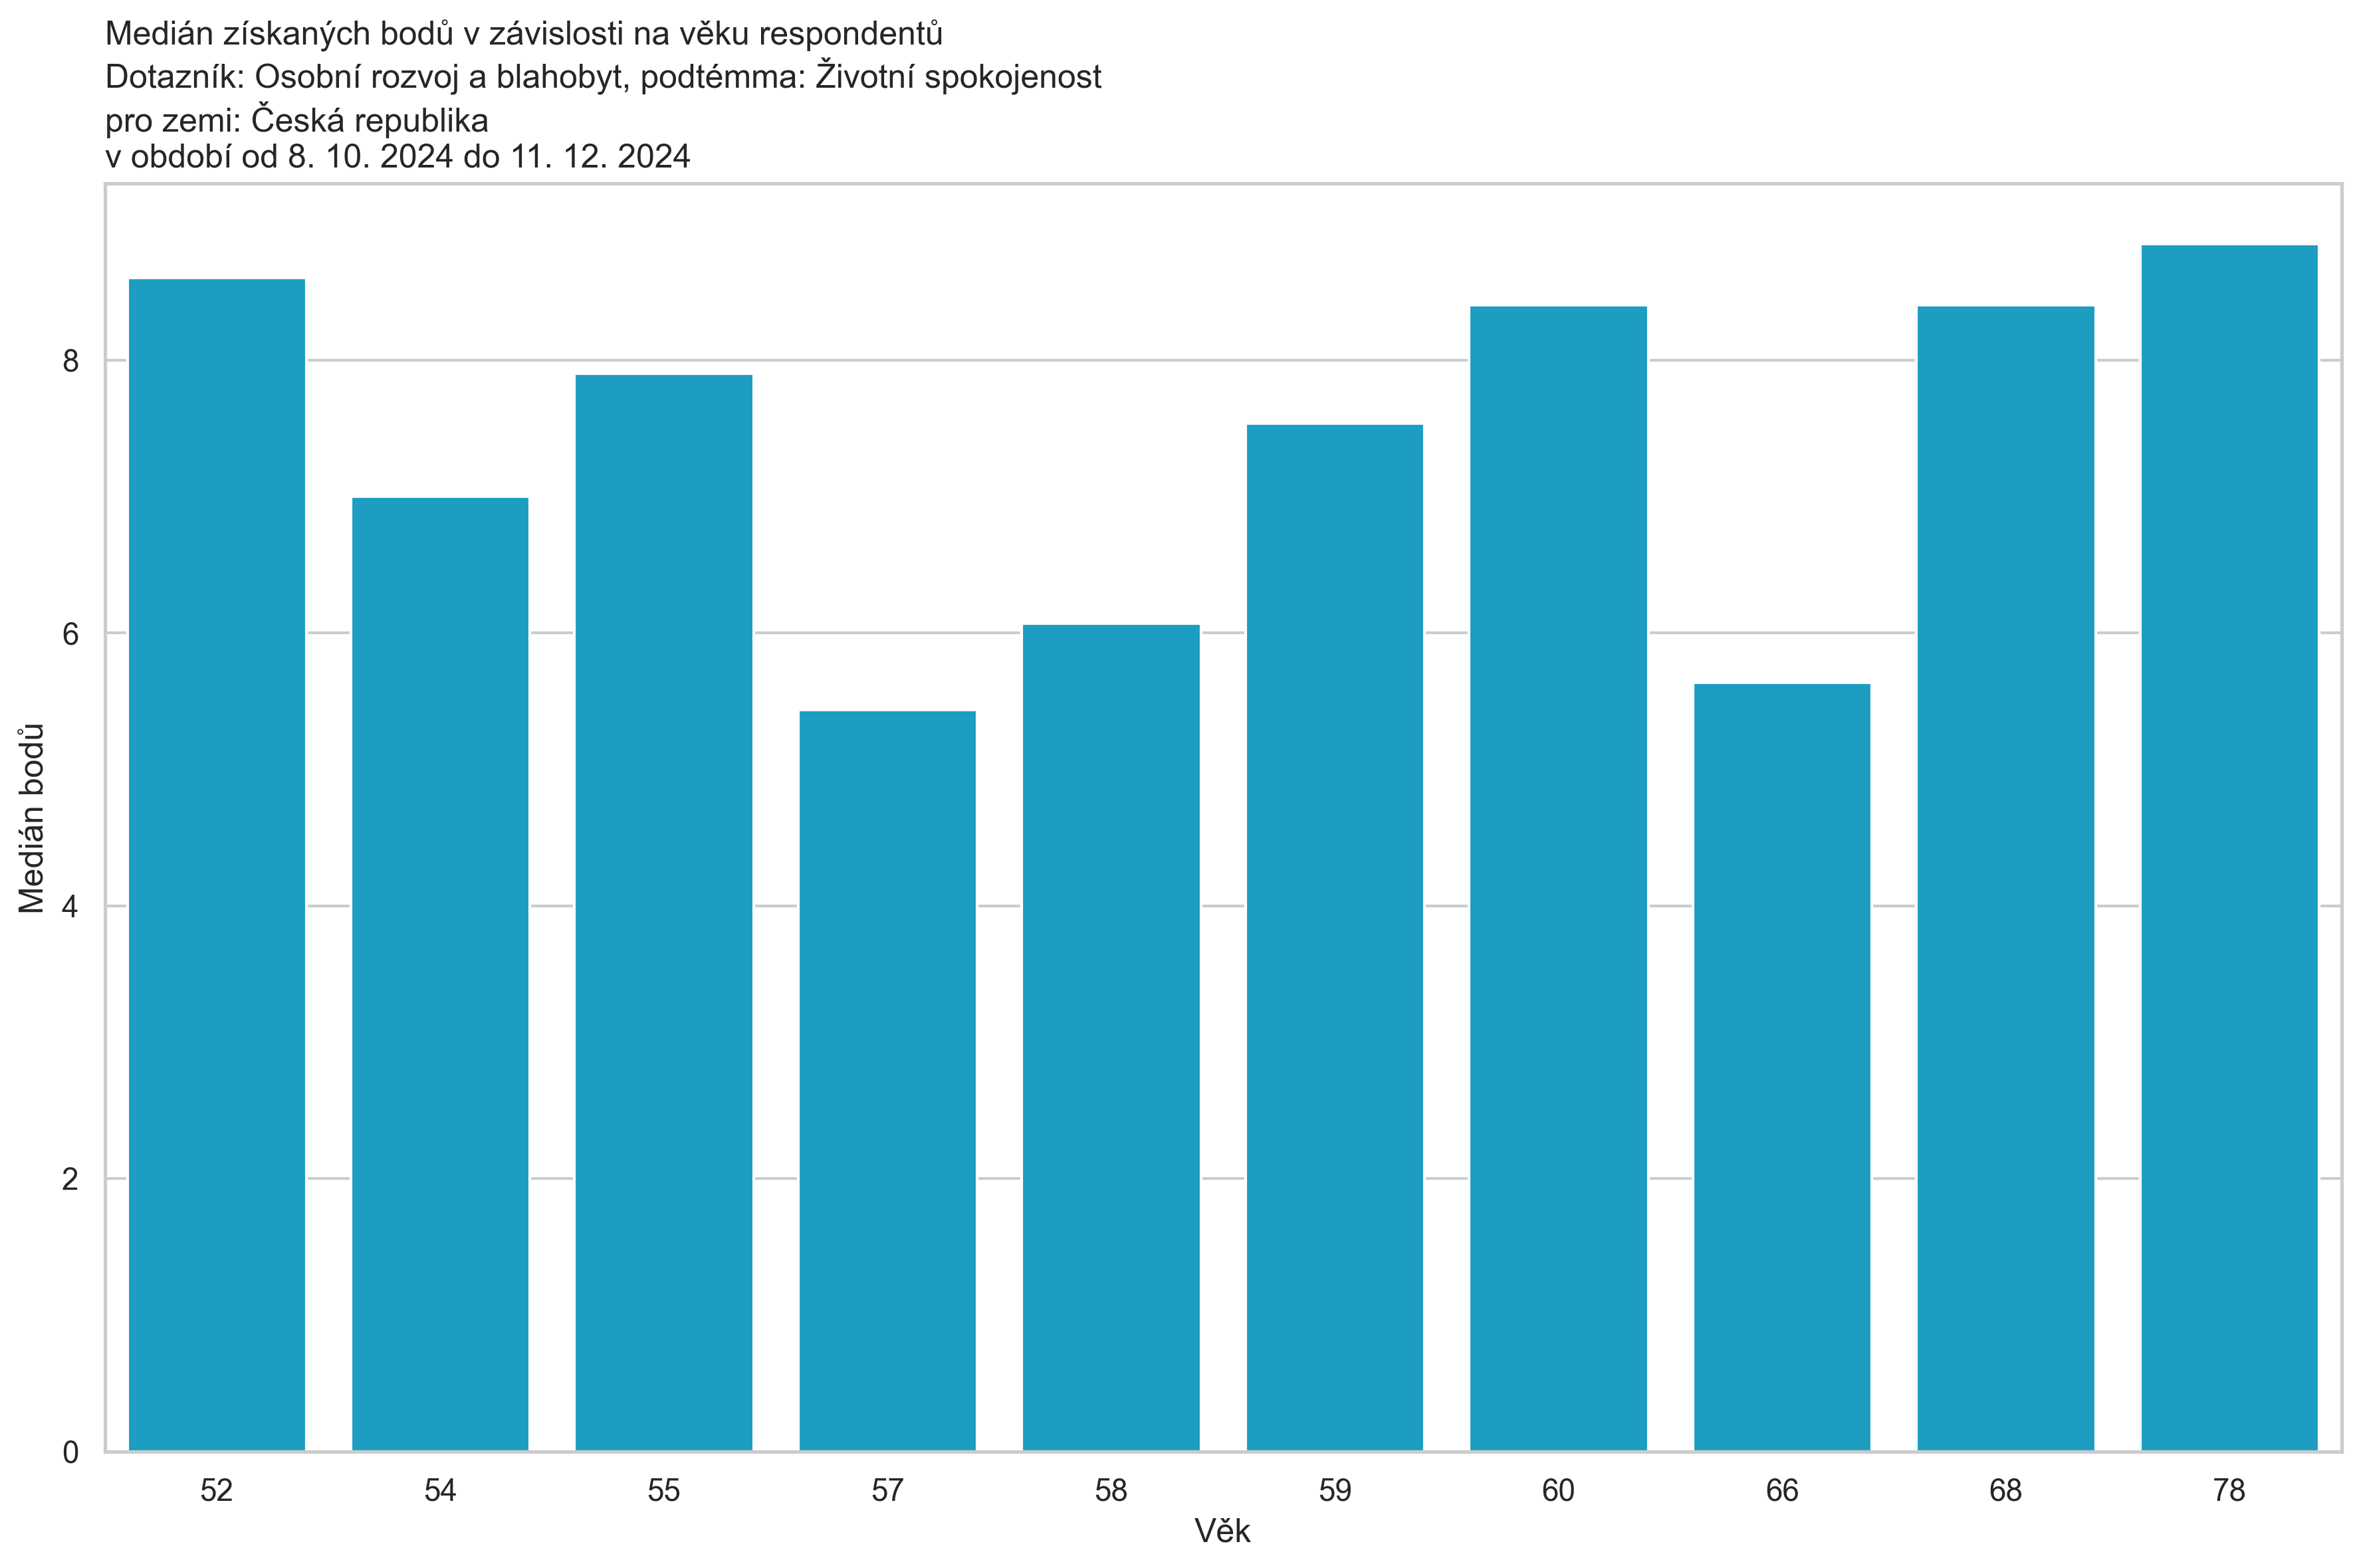 Medián získaných bodů v závislosti na věku respondentů
Dotazník: Osobní rozvoj a blahobyt, podtémma: Životní spokojenost
pro zemi: Česká republika
v období od 8. 10. 2024 do 11. 12. 2024
8
6
4
2
0
Medián bodů
52 54 55 57 58 59 60 66 68 78
Věk